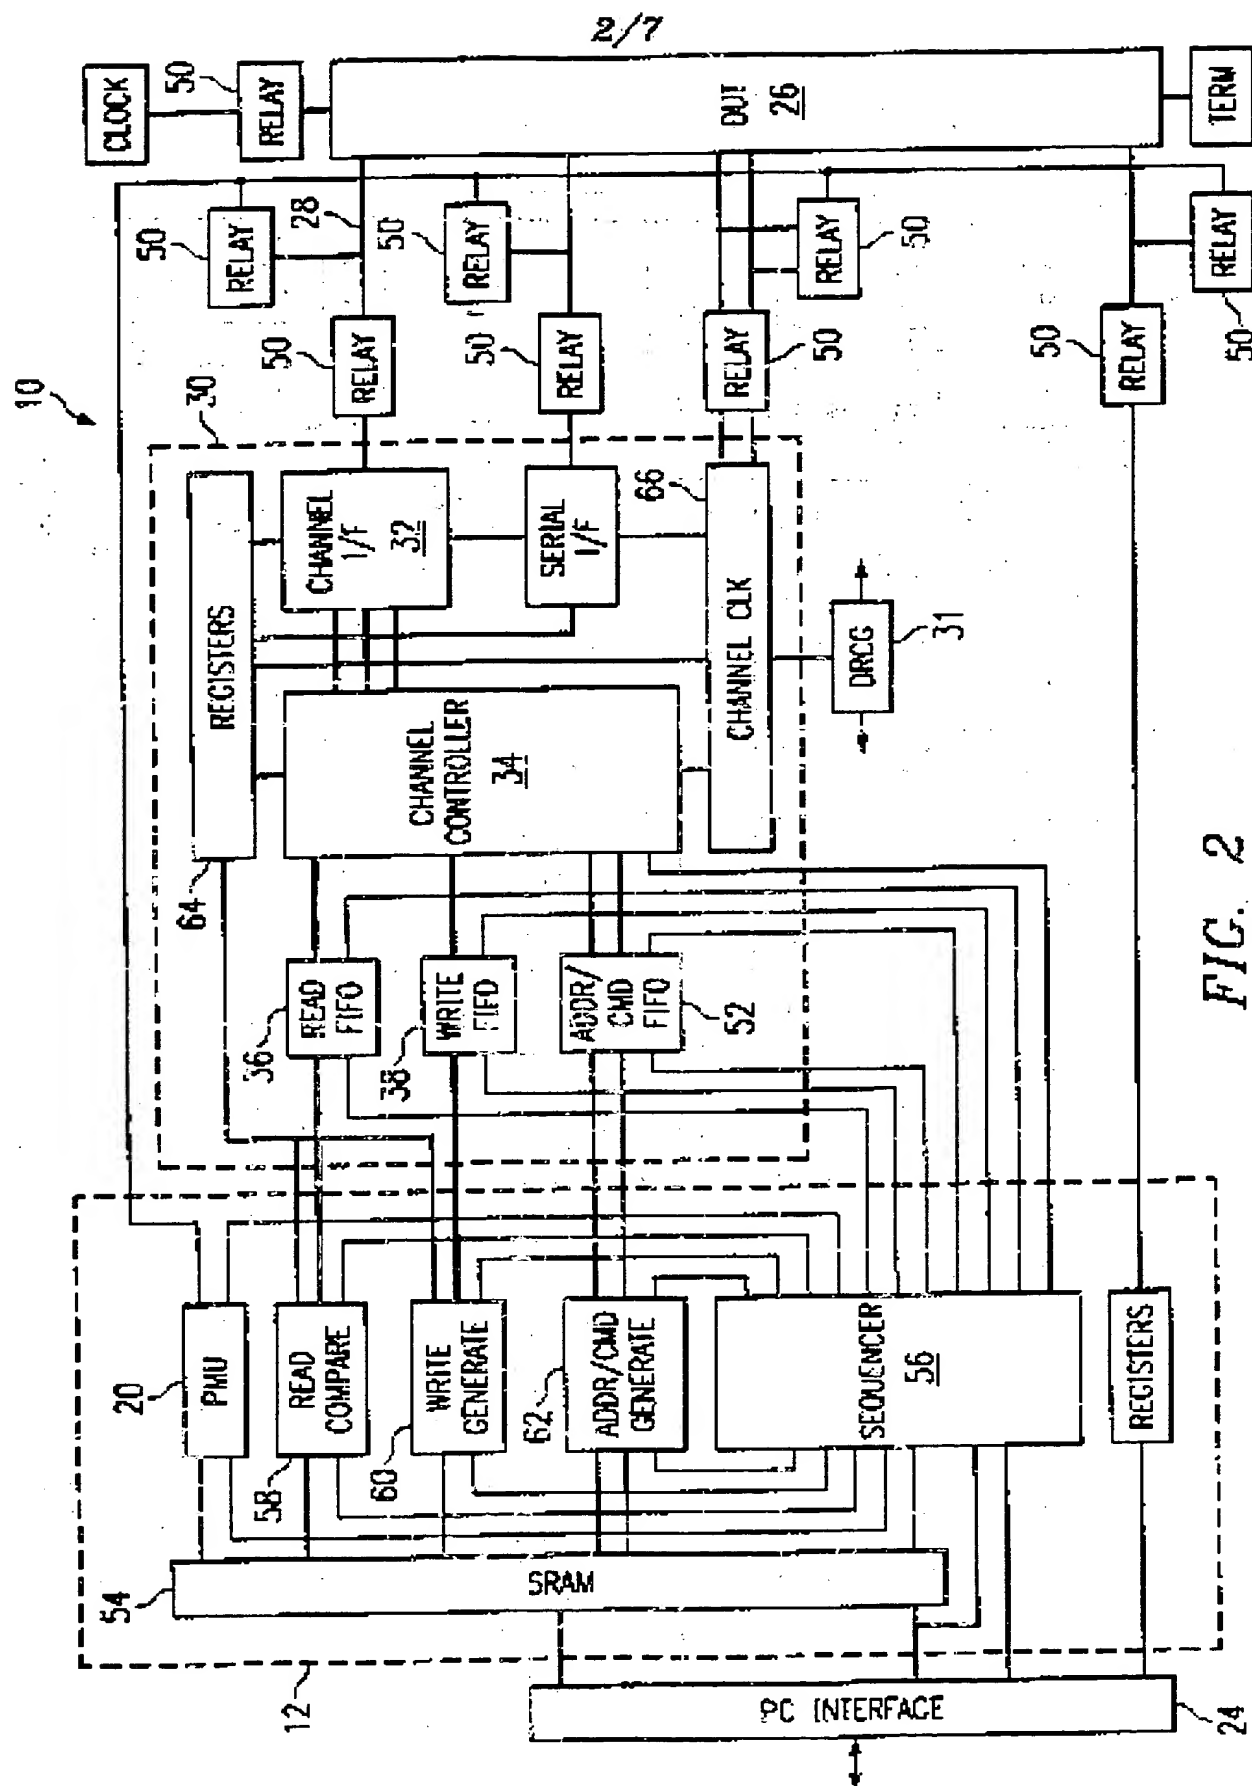 2/7
10
CLOCK
50
RELAY
DUT
26
TERM
50
RELAY
28
50
RELAY
RELAY
50
RELAY
50
50
RELAY
50
RELAY
RELAY
50
50
RELAY
30
64
REGISTERS
CHANNEL
I/F
32
SERIAL
I/F
66
CHANNEL CLK
CHANNEL
CONTROLLER
34
DRCG
31
36
READ
FIFO
38
WRITE
FIFO
ADDR/
CMD
FIFO
52
20
PMU
58
READ
COMPARE
60
WRITE
GENERATE
62
ADDR/CMD
GENERATE
SEQUENCER
56
REGISTERS
54
SRAM
12
PC INTERFACE
24
FIG. 2